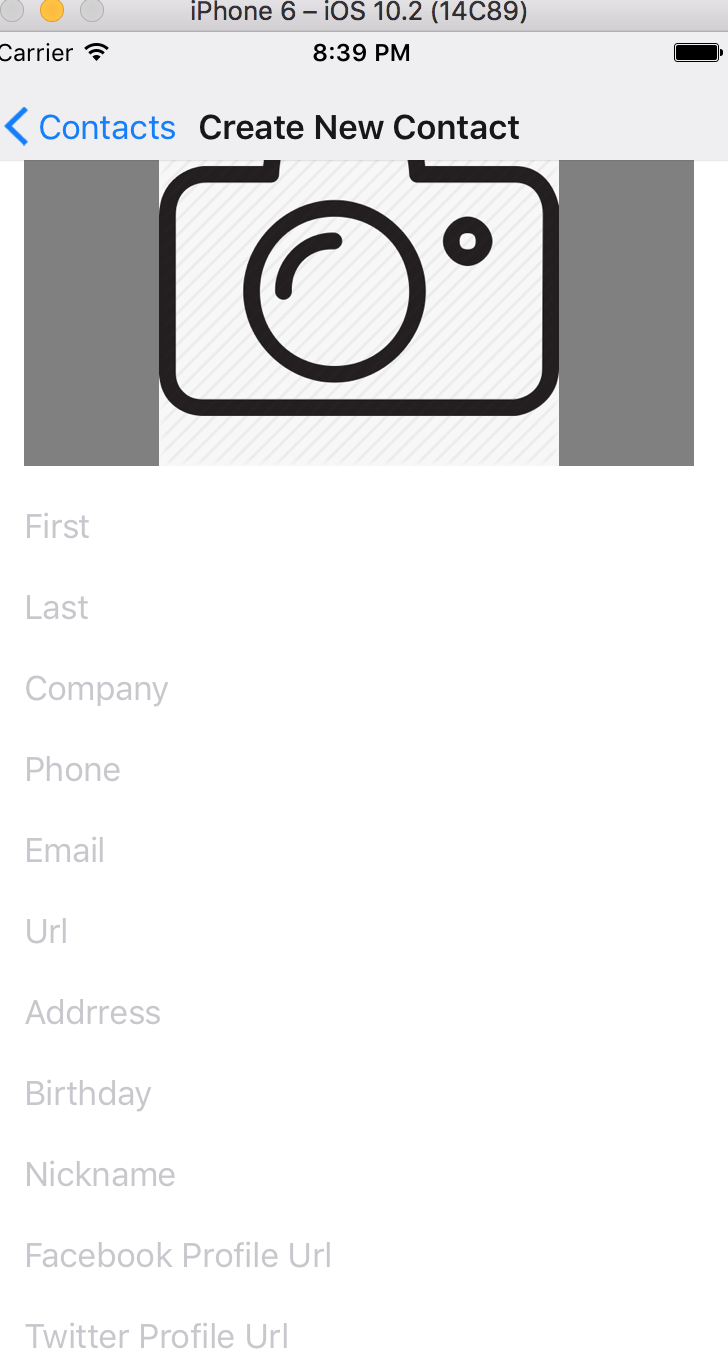 iPhone 6 – iOS 10.2 (14C89)
Carrier 8:39 PM
Contacts Create New Contact
First
Last
Company
Phone
Email
Url
Addrress
Birthday
Nickname
Facebook Profile Url
Twitter Profile Url